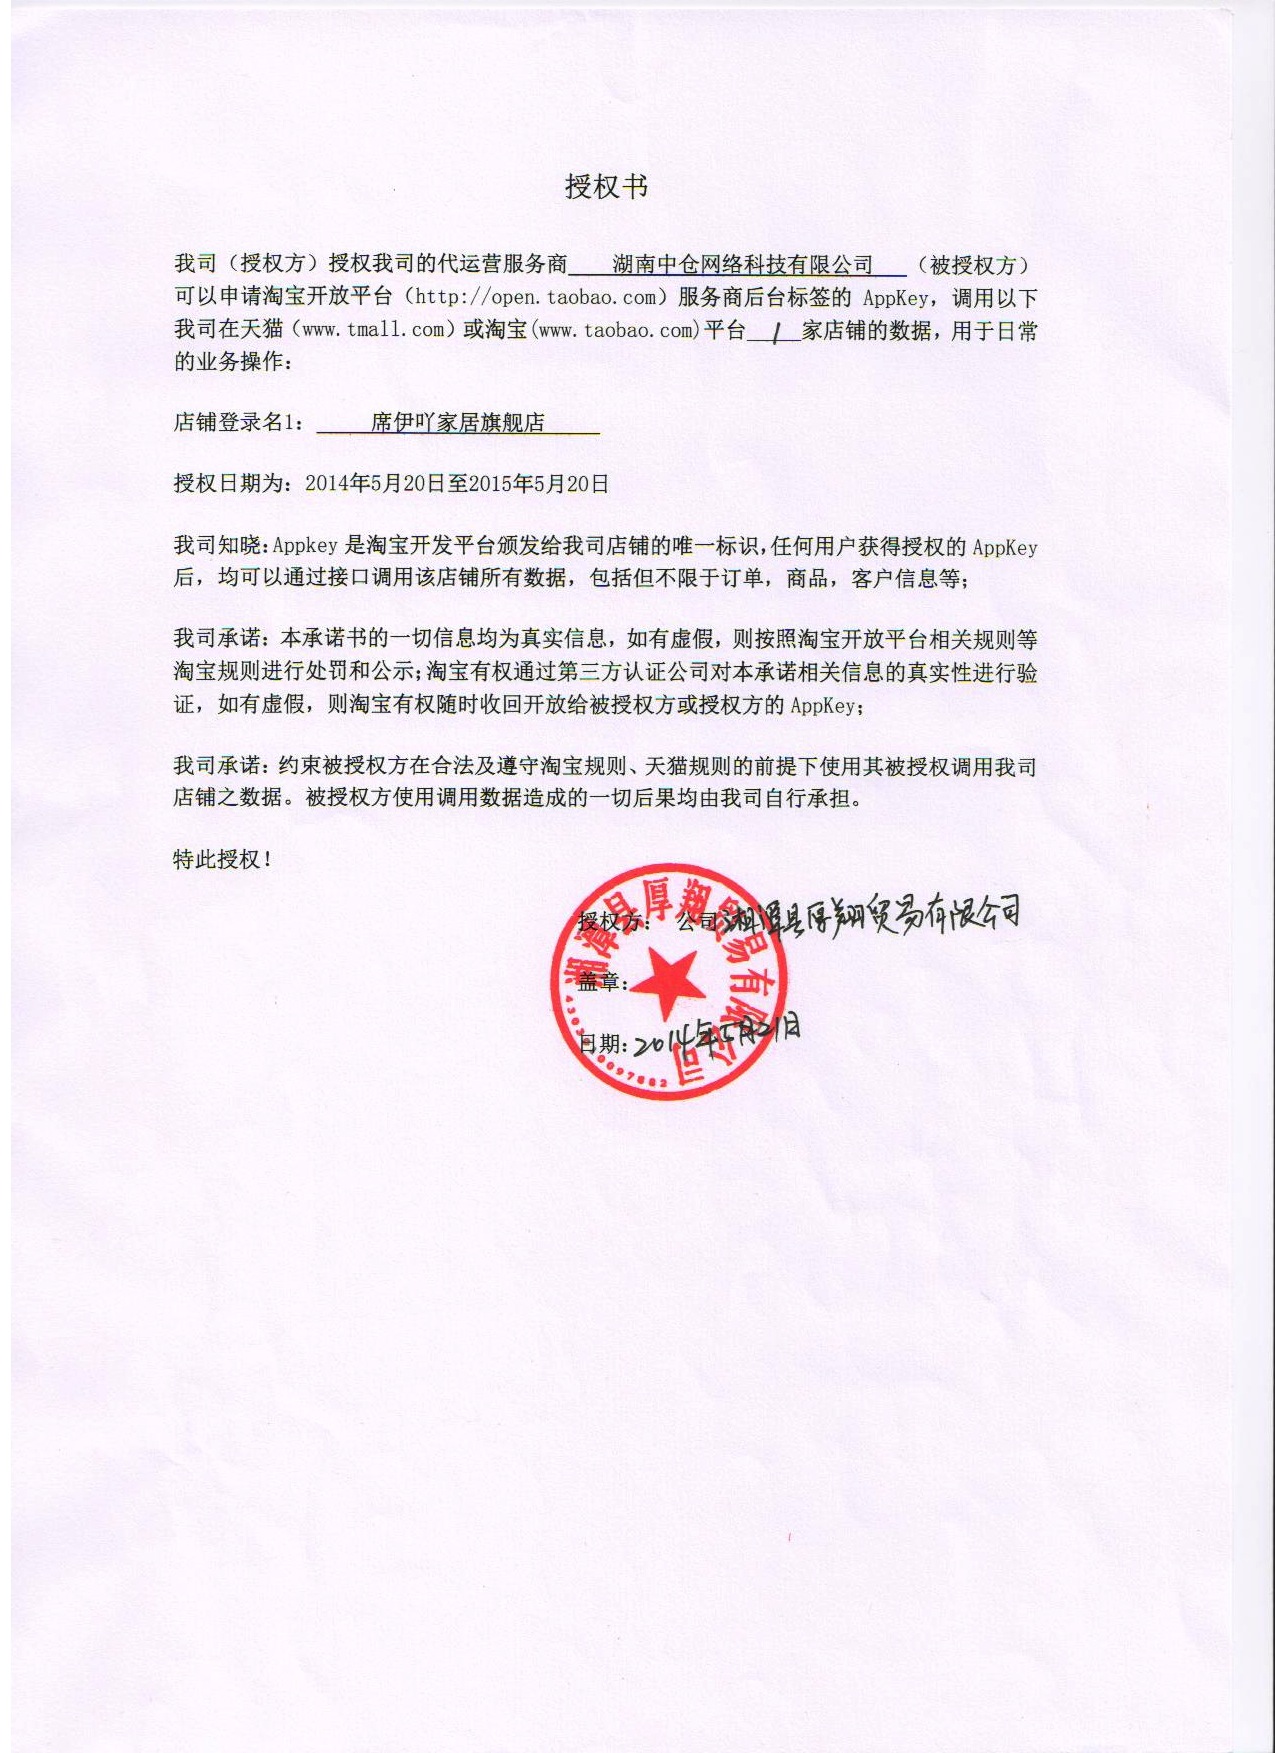 授权书
我司（授权方）授权我司的代运营服务商 湖南中仓网络科技有限公司 （被授权方）
可以申请淘宝开放平台（http://open.taobao.com）服务商后台标签的 AppKey，调用以下
我司在天猫（www.tmall.com）或淘宝(www.taobao.com)平台 1 家店铺的数据，用于日常
的业务操作：
店铺登录名1： 席伊吖家居旗舰店
授权日期为：2014年5月20日至2015年5月20日
我司知晓：Appkey 是淘宝开发平台颁发给我司店铺的唯一标识，任何用户获得授权的 AppKey
后，均可以通过接口调用该店铺所有数据，包括但不限于订单，商品，客户信息等；
我司承诺：本承诺书的一切信息均为真实信息，如有虚假，则按照淘宝开放平台相关规则等
淘宝规则进行处罚和公示；淘宝有权通过第三方认证公司对本承诺相关信息的真实性进行验
证，如有虚假，则淘宝有权随时收回开放给被授权方或授权方的 AppKey；
我司承诺：约束被授权方在合法及遵守淘宝规则、天猫规则的前提下使用其被授权调用我司
店铺之数据。被授权方使用调用数据造成的一切后果均由我司自行承担。
特此授权！
授权方： 公司 湘潭县厚翔贸易有限公司
盖章：
日期：2014年5月21日
湘潭县厚翔贸易有限公司